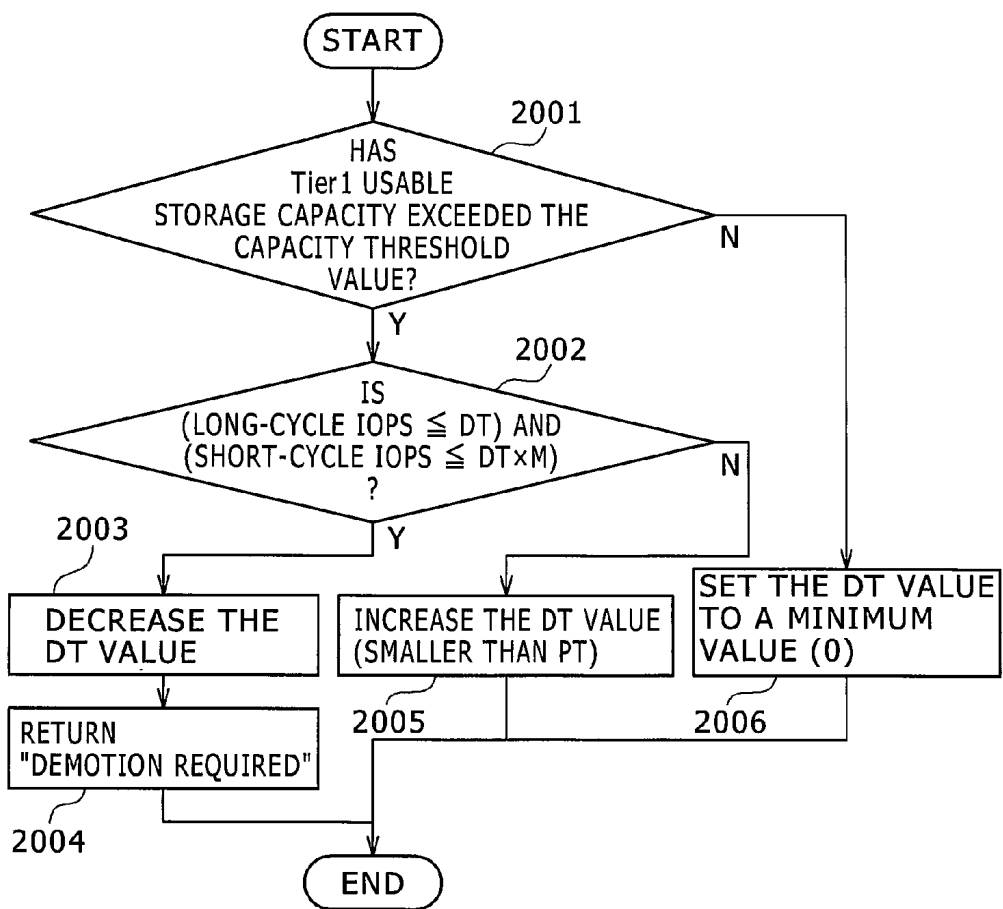 START
2001
HAS
Tier1 USABLE
STORAGE CAPACITY EXCEEDED THE
CAPACITY THRESHOLD
VALUE?
N
Y
2002
IS
(LONG-CYCLE IOPS ≦ DT) AND
(SHORT-CYCLE IOPS ≦ DT×M)
?
N
Y
2003
DECREASE THE
DT VALUE
INCREASE THE DT VALUE
(SMALLER THAN PT)
SET THE DT VALUE
TO A MINIMUM
VALUE (0)
2005
2006
RETURN
"DEMOTION REQUIRED"
2004
END